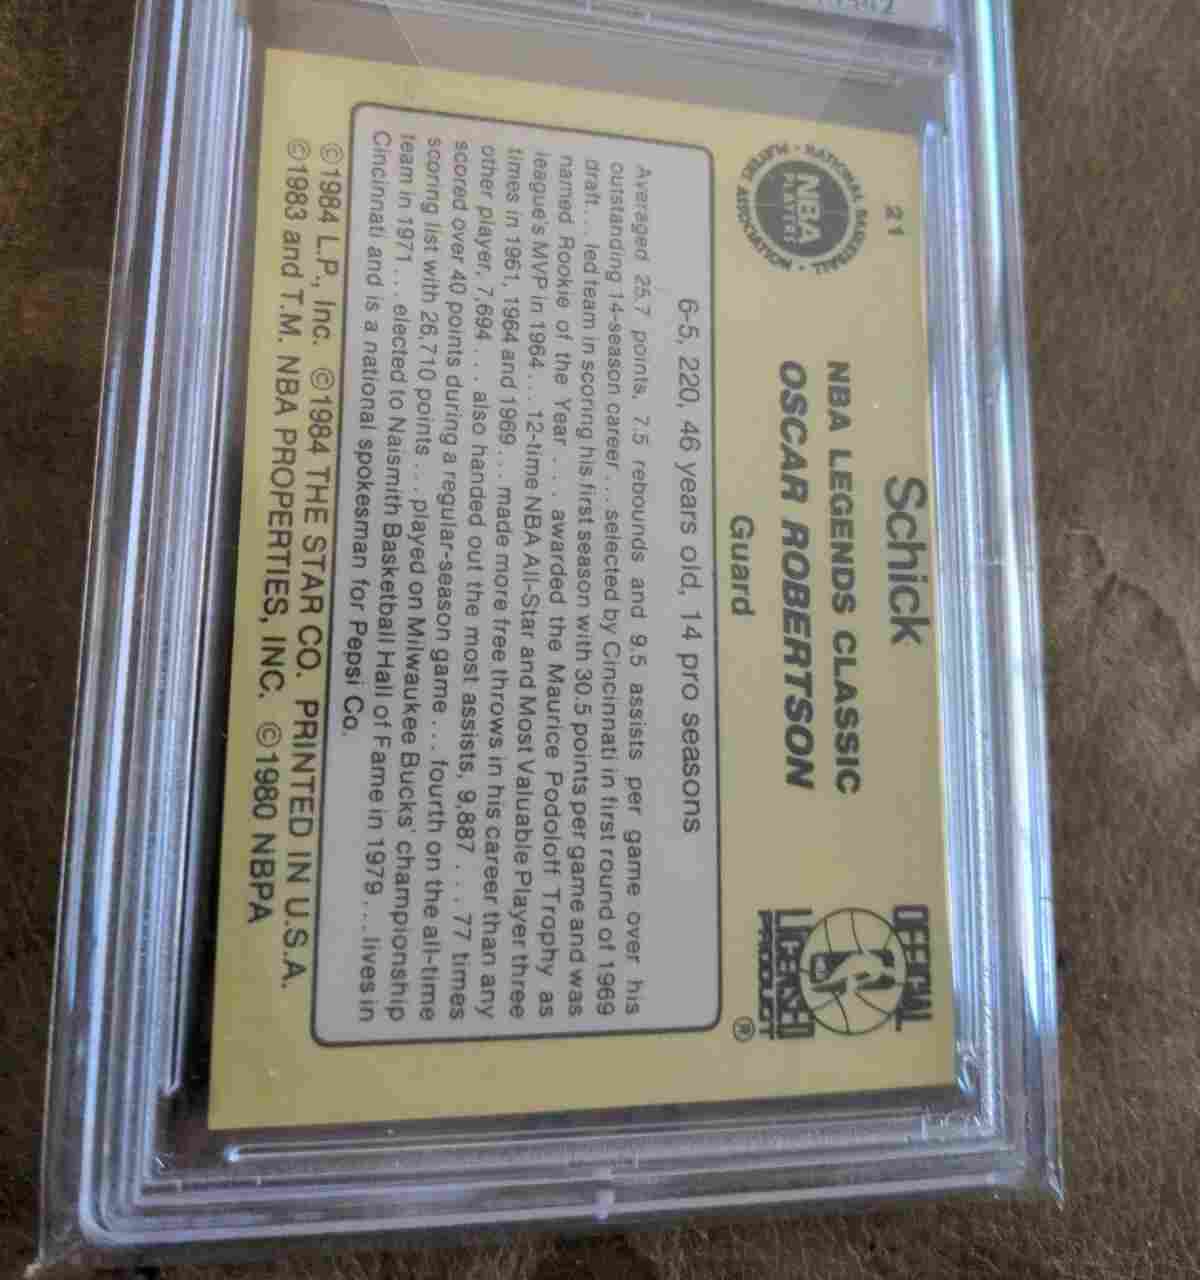 21
Schick
NBA LEGENDS CLASSIC
OSCAR ROBERTSON
Guard
NATIONAL BASKETBALL
NBA
PLAYERS
PLAYERS ASSOCIATION
OFFICIAL
LICENSED
PRODUCT
®
6-5, 220, 46 years old, 14 pro seasons
Averaged 25.7 points, 7.5 rebounds and 9.5 assists per game over his
outstanding 14-season career . . . selected by Cincinnati in first round of 1969
draft . . . led team in scoring his first season with 30.5 points per game and was
named Rookie of the Year . . . awarded the Maurice Podoloff Trophy as
league's MVP in 1964 . . . 12-time NBA All-Star and Most Valuable Player three
times in 1961, 1964 and 1969 . . . made more free throws in his career than any
other player, 7,694 . . . also handed out the most assists, 9,887 . . . 77 times
scored over 40 points during a regular-season game . . . fourth on the all-time
scoring list with 26,710 points . . . played on Milwaukee Bucks' championship
team in 1971 . . . elected to Naismith Basketball Hall of Fame in 1979 . . . lives in
Cincinnati and is a national spokesman for Pepsi Co.
©1984 L.P., Inc. ©1984 THE STAR CO. PRINTED IN U.S.A.
©1983 and T.M. NBA PROPERTIES, INC. ©1980 NBPA